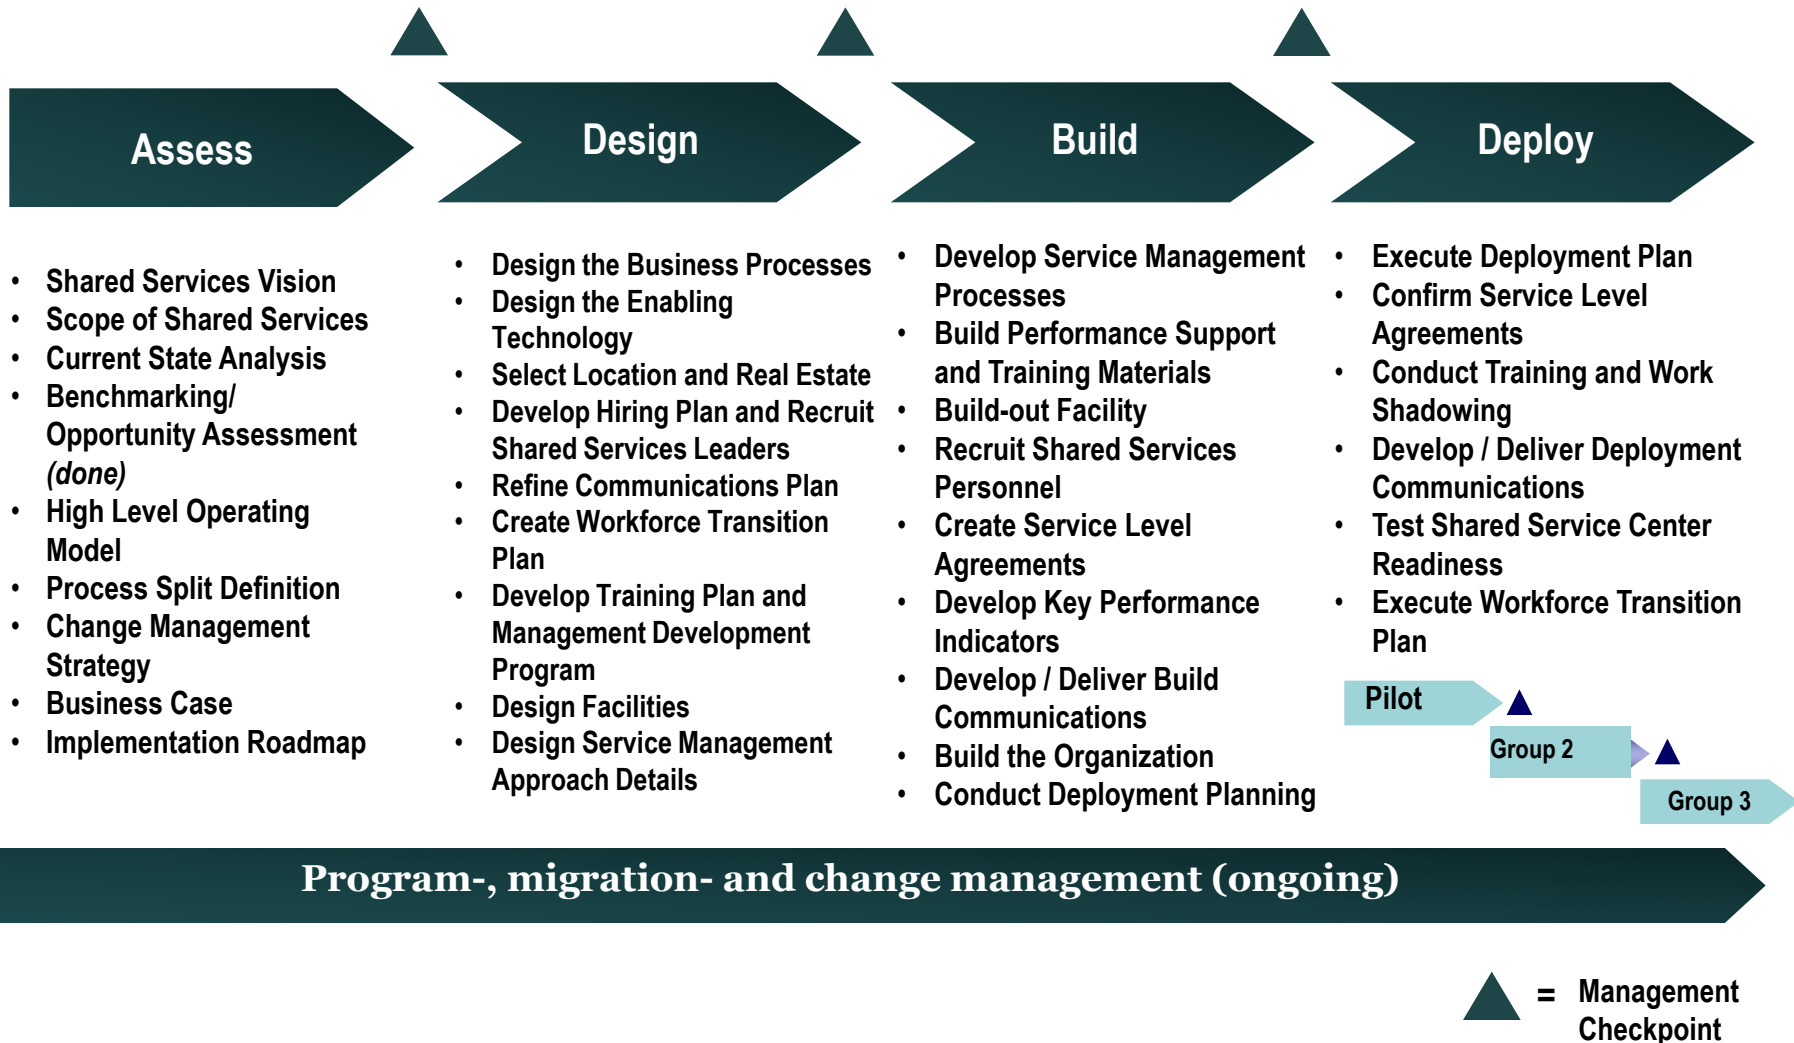 Assess
Design
Build
Deploy
• Shared Services Vision
• Scope of Shared Services
• Current State Analysis
• Benchmarking/
Opportunity Assessment
(done)
• High Level Operating
Model
• Process Split Definition
• Change Management
Strategy
• Business Case
• Implementation Roadmap
• Design the Business Processes
• Design the Enabling
Technology
• Select Location and Real Estate
• Develop Hiring Plan and Recruit
Shared Services Leaders
• Refine Communications Plan
• Create Workforce Transition
Plan
• Develop Training Plan and
Management Development
Program
• Design Facilities
• Design Service Management
Approach Details
• Develop Service Management
Processes
• Build Performance Support
and Training Materials
• Build-out Facility
• Recruit Shared Services
Personnel
• Create Service Level
Agreements
• Develop Key Performance
Indicators
• Develop / Deliver Build
Communications
• Build the Organization
• Conduct Deployment Planning
• Execute Deployment Plan
• Confirm Service Level
Agreements
• Conduct Training and Work
Shadowing
• Develop / Deliver Deployment
Communications
• Test Shared Service Center
Readiness
• Execute Workforce Transition
Plan
Pilot
Group 2
Group 3
Program-, migration- and change management (ongoing)
= Management
Checkpoint